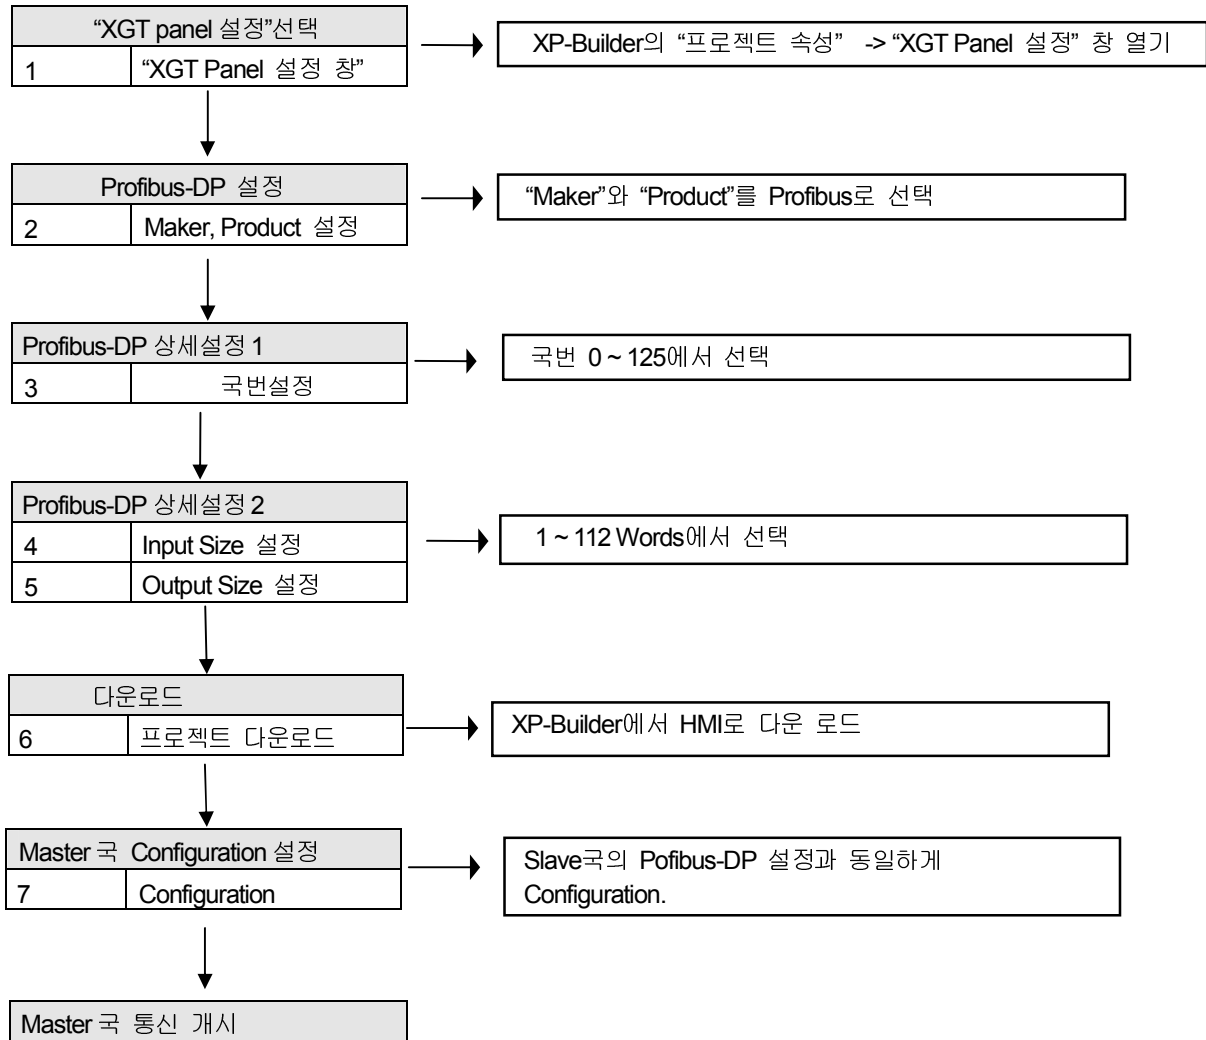 “XGT panel 설정”선택
XP-Builder의 “프로젝트 속성” -> “XGT Panel 설정” 창 열기
1 “XGT Panel 설정 창”
Profibus-DP 설정
“Maker”와 “Product”를 Profibus로 선택
2 Maker, Product 설정
Profibus-DP 상세설정 1
국번 0 ~ 125에서 선택
3 국번설정
Profibus-DP 상세설정 2
4 Input Size 설정
1 ~ 112 Words에서 선택
5 Output Size 설정
다운로드
XP-Builder에서 HMI로 다운 로드
6 프로젝트 다운로드
Master 국 Configuration 설정
Slave국의 Pofibus-DP 설정과 동일하게
Configuration.
7 Configuration
Master 국 통신 개시